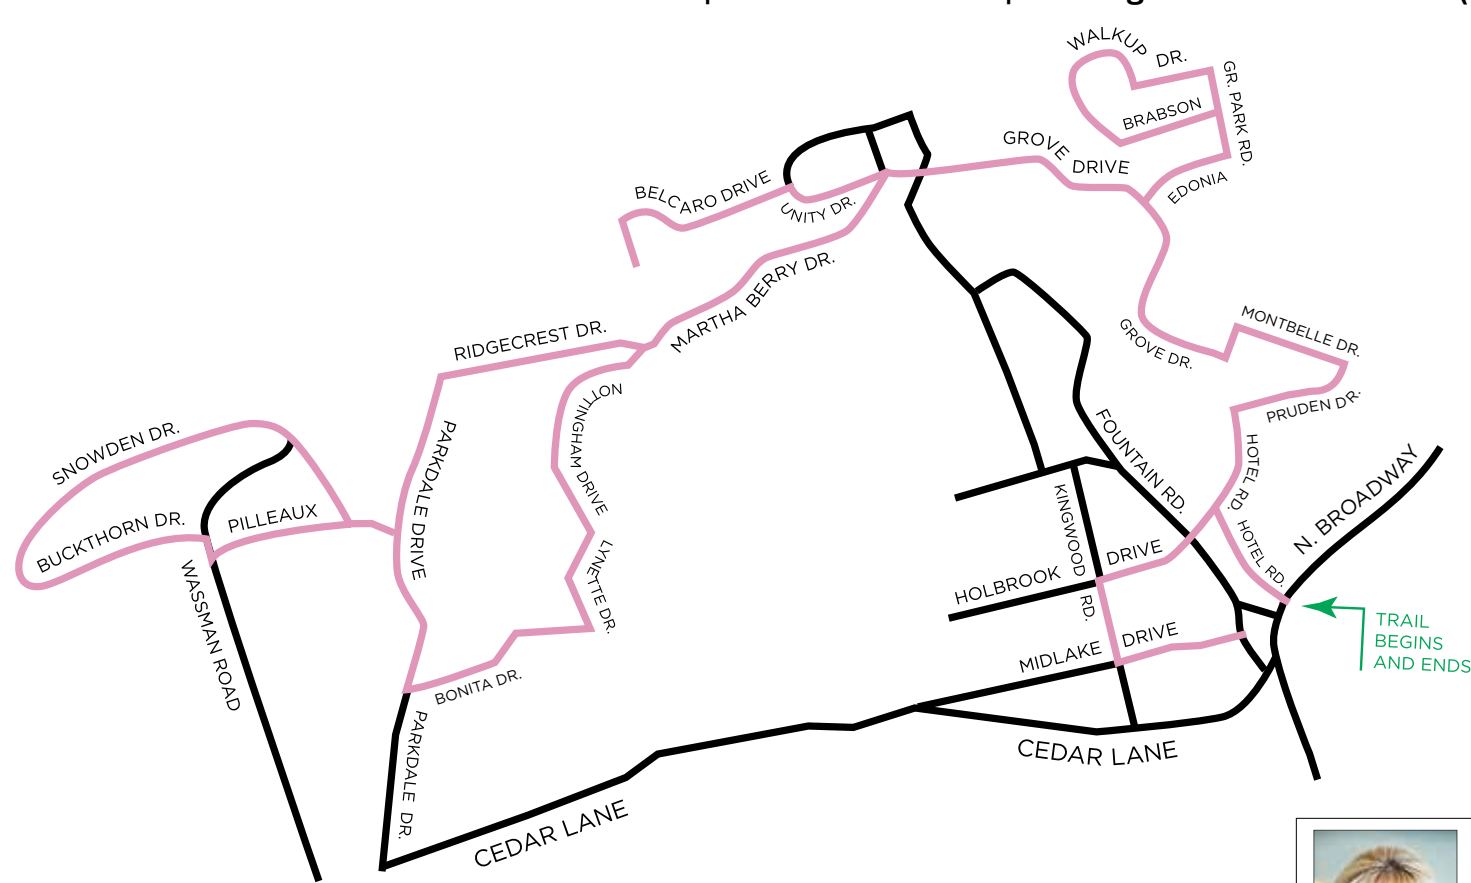 WALKUP DR.
GR. PARK RD.
BRABSON
GROVE DRIVE
EDONIA
BELCARO DRIVE
UNITY DR.
MARTHA BERRY DR.
GROVE DR.
MONTBELLE DR.
PRUDEN DR.
RIDGECREST DR.
NOTTINGHAM DRIVE
PARKDALE DRIVE
SNOWDEN DR.
FOUNTAIN RD.
HOTEL RD.
N. BROADWAY
KINGWOOD RD.
HOTEL RD.
PILLEAUX
BUCKTHORN DR.
HOLBROOK DRIVE
LYNETTE DR.
WASSMAN ROAD
TRAIL
BEGINS
AND ENDS
MIDLAKE DRIVE
BONITA DR.
PARKDALE DR.
CEDAR LANE
CEDAR LANE